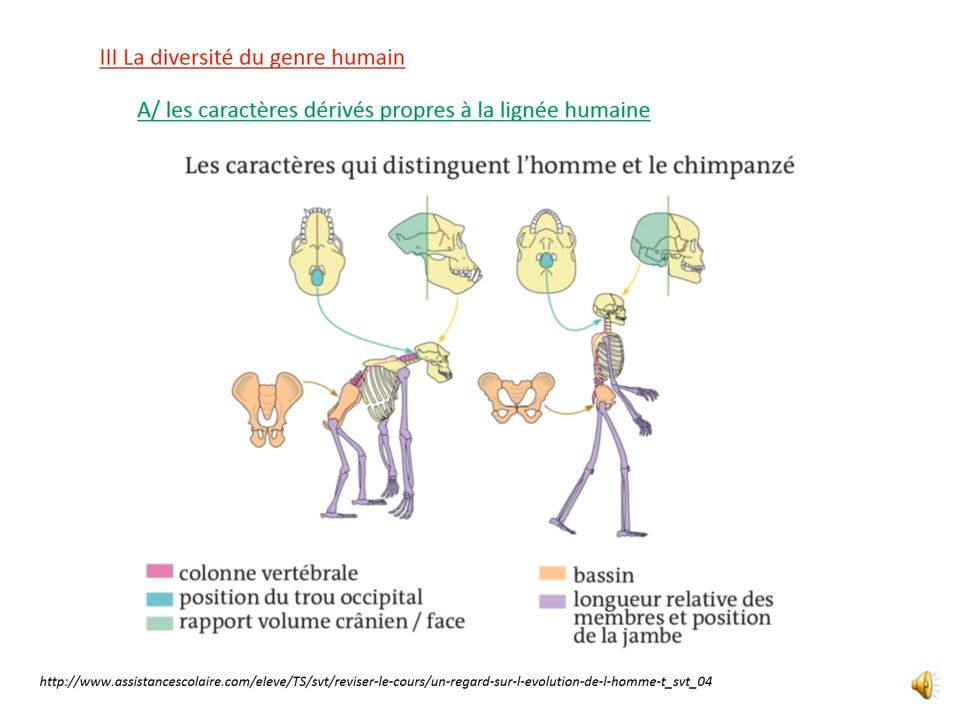 III La diversité du genre humain
A/ les caractères dérivés propres à la lignée humaine
Les caractères qui distinguent l'homme et le chimpanzé
colonne vertébrale
position du trou occipital
rapport volume crânien / face
bassin
longueur relative des
membres et position
de la jambe
http://www.assistancescolaire.com/eleve/TS/svt/reviser-le-cours/un-regard-sur-l-evolution-de-l-homme-t_svt_04